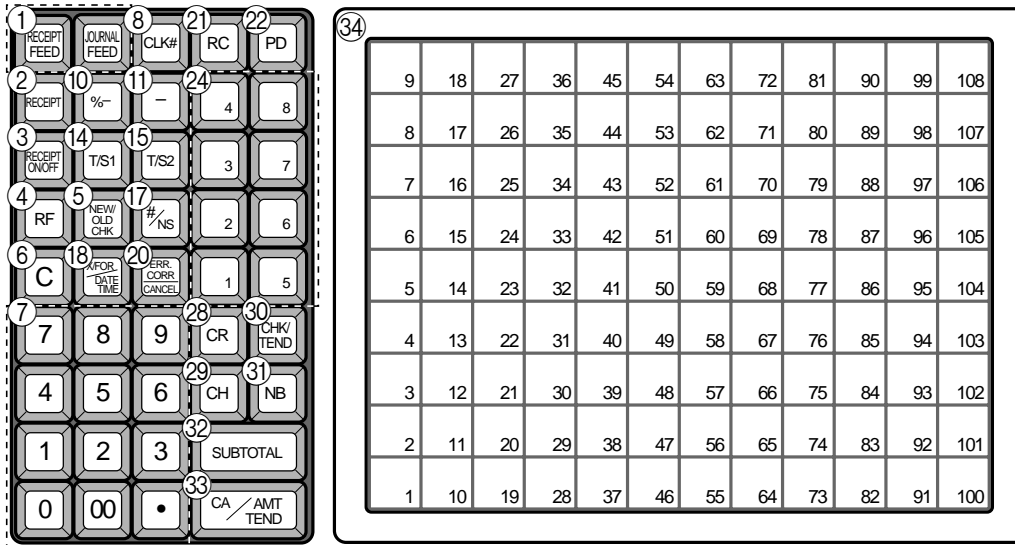 1 8 21 22 34
RECEIPT FEED JOURNAL FEED CLK# RC PD
2 10 11 24
RECEIPT %− − 4 8
3 14 15
RECEIPT ON/OFF T/S1 T/S2 3 7
4 5 17
RF NEW/ OLD CHK #/NS 2 6
6 18 20
C X/FOR DATE TIME ERR. CORR CANCEL 1 5
7 28 30
7 8 9 CR CHK/ TEND
29 31
4 5 6 CH NB
32
1 2 3 SUBTOTAL
33
0 00 • CA / AMT TEND
9 18 27 36 45 54 63 72 81 90 99 108
8 17 26 35 44 53 62 71 80 89 98 107
7 16 25 34 43 52 61 70 79 88 97 106
6 15 24 33 42 51 60 69 78 87 96 105
5 14 23 32 41 50 59 68 77 86 95 104
4 13 22 31 40 49 58 67 76 85 94 103
3 12 21 30 39 48 57 66 75 84 93 102
2 11 20 29 38 47 56 65 74 83 92 101
1 10 19 28 37 46 55 64 73 82 91 100